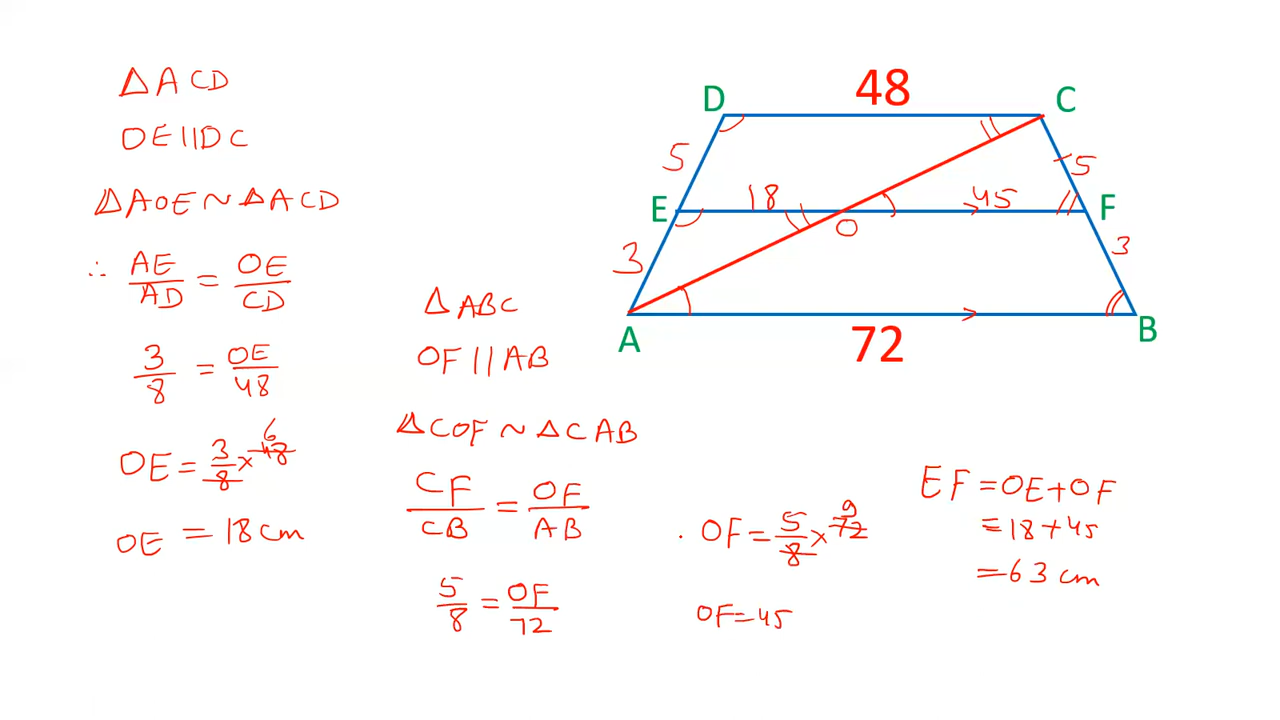 Δ ACD
OE || DC
Δ AOE ~ Δ ACD
∴ AE/AD = OE/CD
3/8 = OE/48
OE = 3/8 × 48 6
OE = 18 cm
Δ ABC
OF || AB
Δ COF ~ Δ CAB
CF/CB = OF/AB
5/8 = OF/72
. OF = 5/8 × 72 9
OF = 45
EF = OE + OF
= 18 + 45
= 63 cm
48
D
C
5
5
E
18
45
F
O
3
3
A
72
B